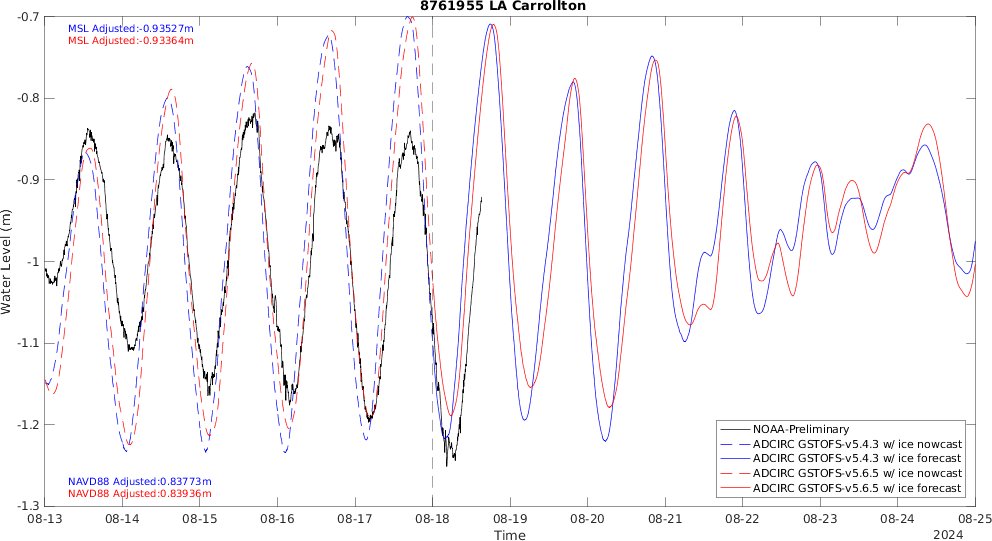 8761955 LA Carrollton
MSL Adjusted:-0.93527m
MSL Adjusted:-0.93364m
Water Level (m)
-0.7
-0.8
-0.9
-1
-1.1
-1.2
-1.3
NAVD88 Adjusted:0.83773m
NAVD88 Adjusted:0.83936m
NOAA-Preliminary
ADCIRC GSTOFS-v5.4.3 w/ ice nowcast
ADCIRC GSTOFS-v5.4.3 w/ ice forecast
ADCIRC GSTOFS-v5.6.5 w/ ice nowcast
ADCIRC GSTOFS-v5.6.5 w/ ice forecast
08-13 08-14 08-15 08-16 08-17 08-18 08-19 08-20 08-21 08-22 08-23 08-24 08-25
Time
2024